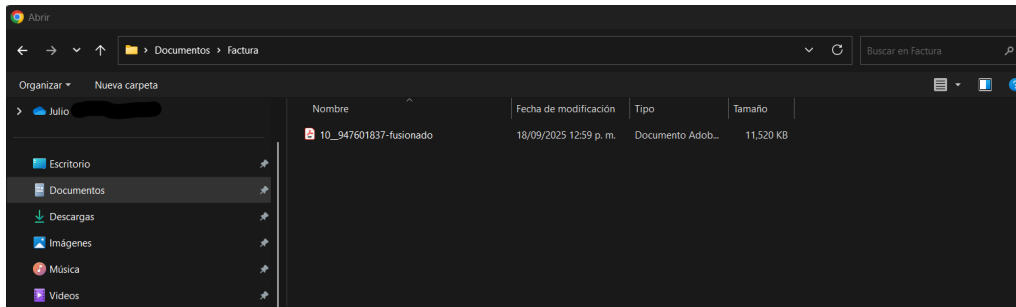 Abrir
Documentos > Factura
Buscar en Factura
Organizar
Nueva carpeta
Julio
Nombre
Fecha de modificación
Tipo
Tamaño
10__947601837-fusionado
18/09/2025 12:59 p. m.
Documento Adob...
11,520 KB
Escritorio
Documentos
Descargas
Imágenes
Música
Videos